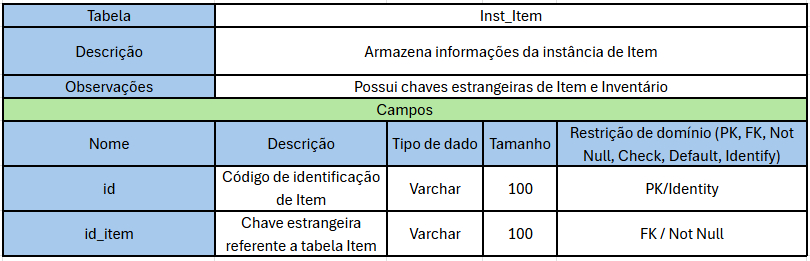 Tabela Inst_Item
Descrição Armazena informações da instância de Item
Observações Possui chaves estrangeiras de Item e Inventário
Campos
Nome Descrição Tipo de dado Tamanho Restrição de domínio (PK, FK, Not
Null, Check, Default, Identify)
id Código de identificação
de Item Varchar 100 PK/Identity
id_item Chave estrangeira
referente a tabela Item Varchar 100 FK / Not Null